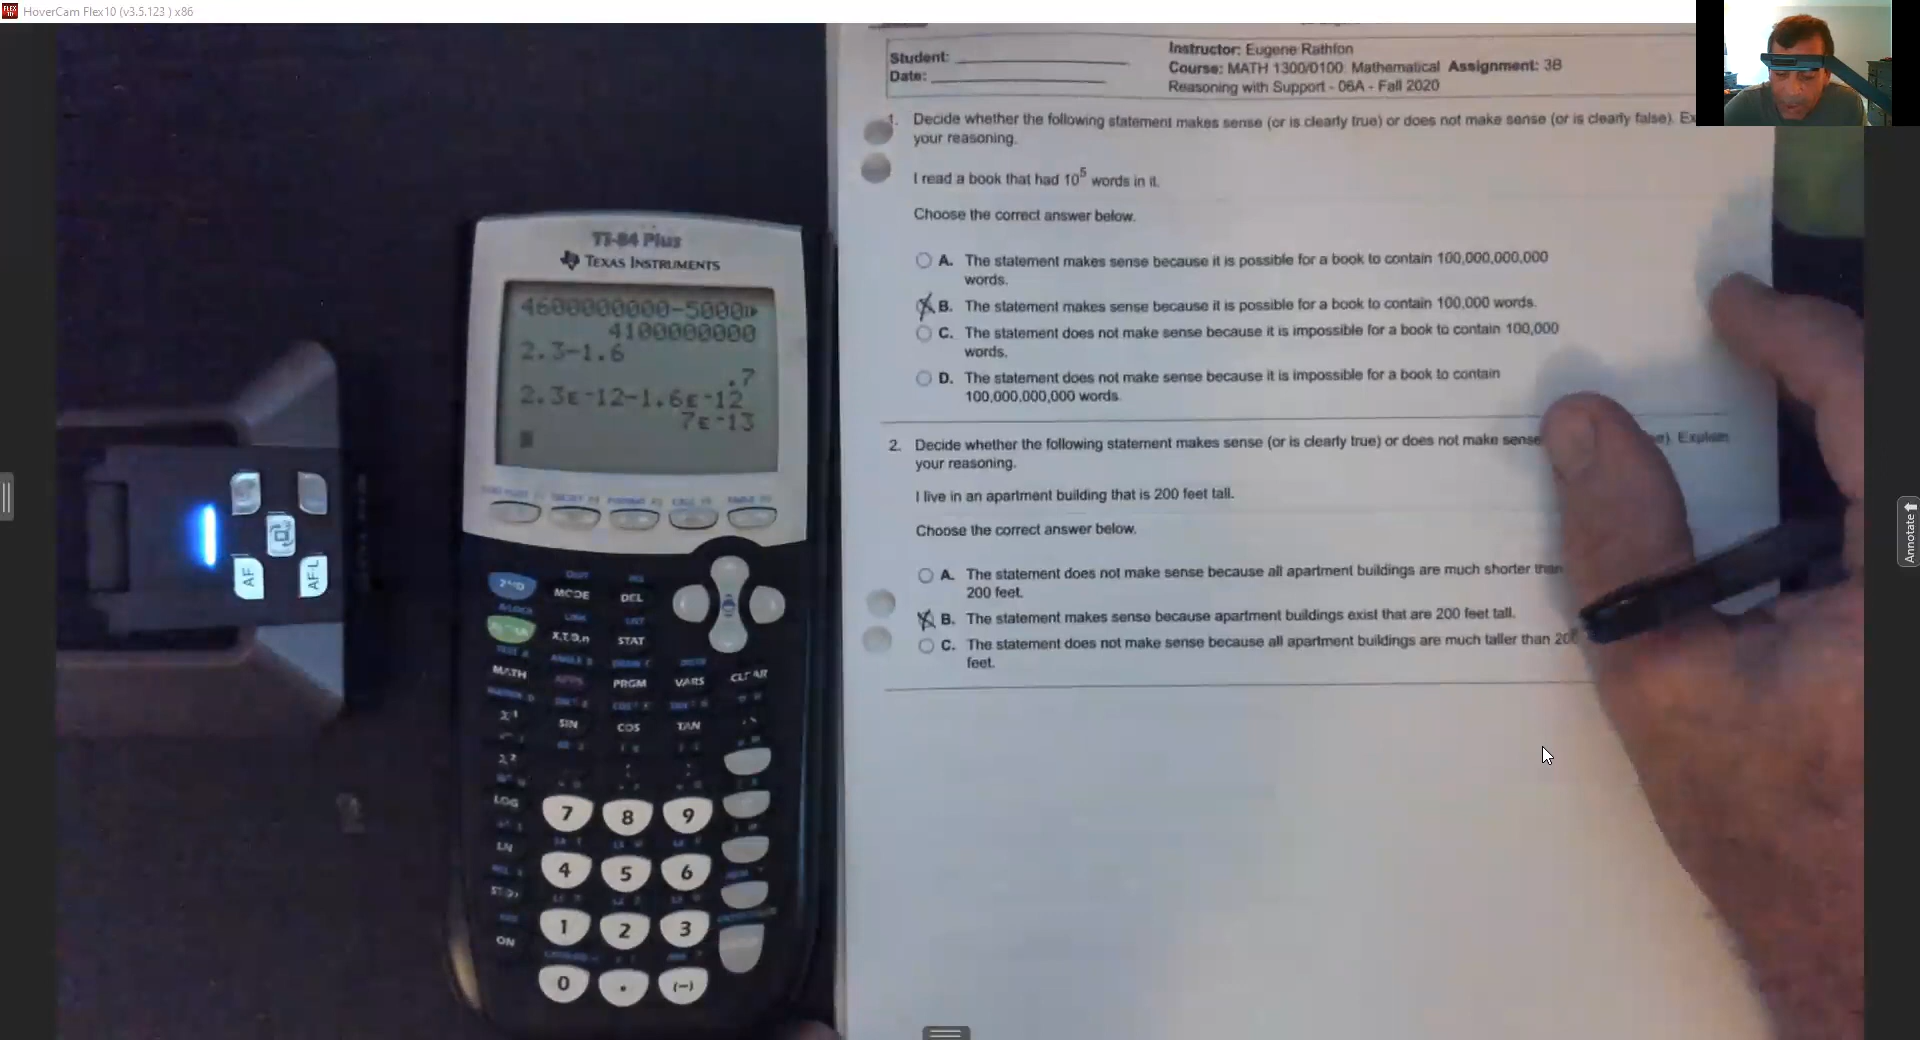 HoverCam Flex10 (v3.5.123 ) x86
Student:
Date:
Instructor: Eugene Rathfon
Course: MATH 1300/0100: Mathematical
Reasoning with Support - 06A - Fall 2020
Assignment: 3B
1. Decide whether the following statement makes sense (or is clearly true) or does not make sense (or is clearly false). Ex
your reasoning.
I read a book that had 10⁵ words in it.
Choose the correct answer below.
A. The statement makes sense because it is possible for a book to contain 100,000,000,000
words.
B. The statement makes sense because it is possible for a book to contain 100,000 words.
C. The statement does not make sense because it is impossible for a book to contain 100,000
words.
D. The statement does not make sense because it is impossible for a book to contain
100,000,000,000 words.
2. Decide whether the following statement makes sense (or is clearly true) or does not make sense
e). Explain
your reasoning.
I live in an apartment building that is 200 feet tall.
Choose the correct answer below.
A. The statement does not make sense because all apartment buildings are much shorter than
200 feet.
B. The statement makes sense because apartment buildings exist that are 200 feet tall.
C. The statement does not make sense because all apartment buildings are much taller than 200
feet.
TI-84 Plus
TEXAS INSTRUMENTS
4600000000-5000
4100000000
2.3-1.6
.7
2.3E-12-1.6E-12
7E-13
2ND MODE DEL
X,T,θ,n STAT
MATH APPS PRGM VARS CLEAR
SIN COS TAN
LOG
7 8 9
LN
4 5 6
STO
1 2 3
ON
0 . (-)
AF
AF-L
Annotate